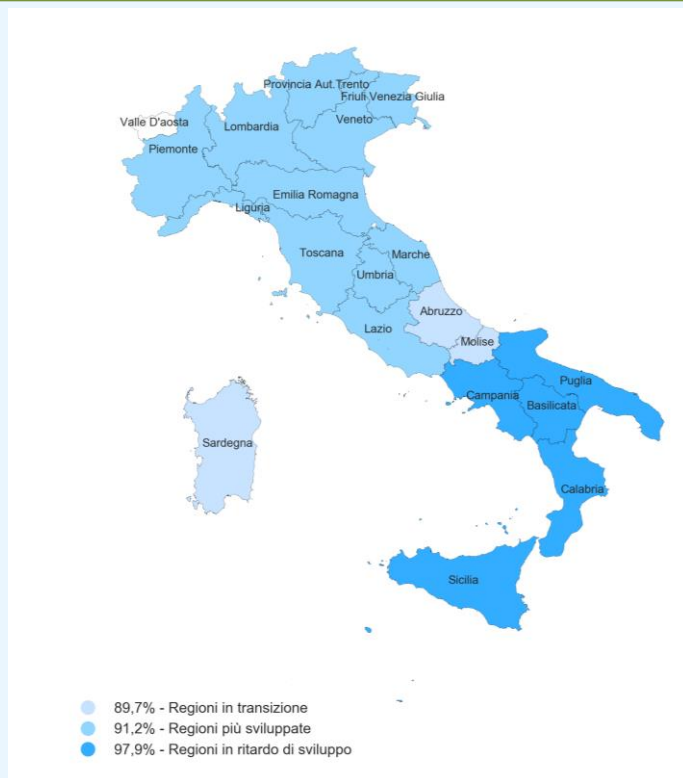 Provincia Aut.Trento
Friuli Venezia Giulia
Valle D'aosta
Lombardia
Veneto
Piemonte
Emilia Romagna
Liguria
Toscana
Marche
Umbria
Abruzzo
Lazio
Molise
Puglia
Campania
Basilicata
Sardegna
Calabria
Sicilia
89,7% - Regioni in transizione
91,2% - Regioni più sviluppate
97,9% - Regioni in ritardo di sviluppo